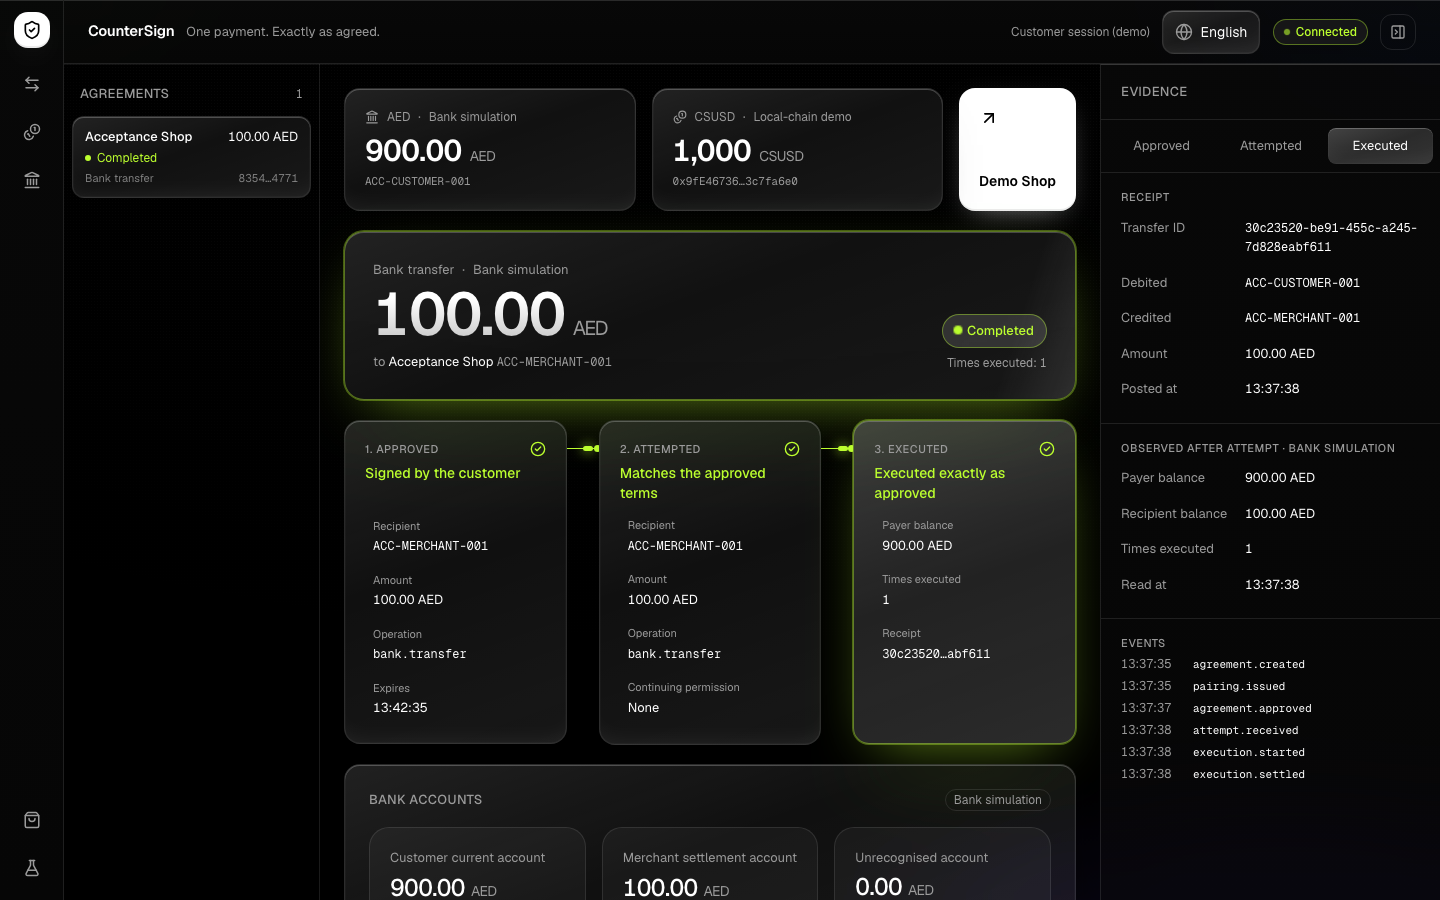 CounterSign One payment. Exactly as agreed.
Customer session (demo) English Connected
AGREEMENTS 1
Acceptance Shop 100.00 AED
Completed
Bank transfer 8354…4771
AED · Bank simulation
900.00 AED
ACC-CUSTOMER-001
CSUSD · Local-chain demo
1,000 CSUSD
0x9fE46736…3c7fa6e0
Demo Shop
Bank transfer · Bank simulation
100.00 AED
to Acceptance Shop ACC-MERCHANT-001
Completed
Times executed: 1
1. APPROVED
Signed by the customer
Recipient
ACC-MERCHANT-001
Amount
100.00 AED
Operation
bank.transfer
Expires
13:42:35
2. ATTEMPTED
Matches the approved
terms
Recipient
ACC-MERCHANT-001
Amount
100.00 AED
Operation
bank.transfer
Continuing permission
None
3. EXECUTED
Executed exactly as
approved
Payer balance
900.00 AED
Times executed
1
Receipt
30c23520…abf611
BANK ACCOUNTS Bank simulation
Customer current account
900.00 AED
Merchant settlement account
100.00 AED
Unrecognised account
0.00 AED
EVIDENCE
Approved Attempted Executed
RECEIPT
Transfer ID 30c23520-be91-455c-a245-
7d828eabf611
Debited ACC-CUSTOMER-001
Credited ACC-MERCHANT-001
Amount 100.00 AED
Posted at 13:37:38
OBSERVED AFTER ATTEMPT · BANK SIMULATION
Payer balance 900.00 AED
Recipient balance 100.00 AED
Times executed 1
Read at 13:37:38
EVENTS
13:37:35 agreement.created
13:37:35 pairing.issued
13:37:37 agreement.approved
13:37:38 attempt.received
13:37:38 execution.started
13:37:38 execution.settled